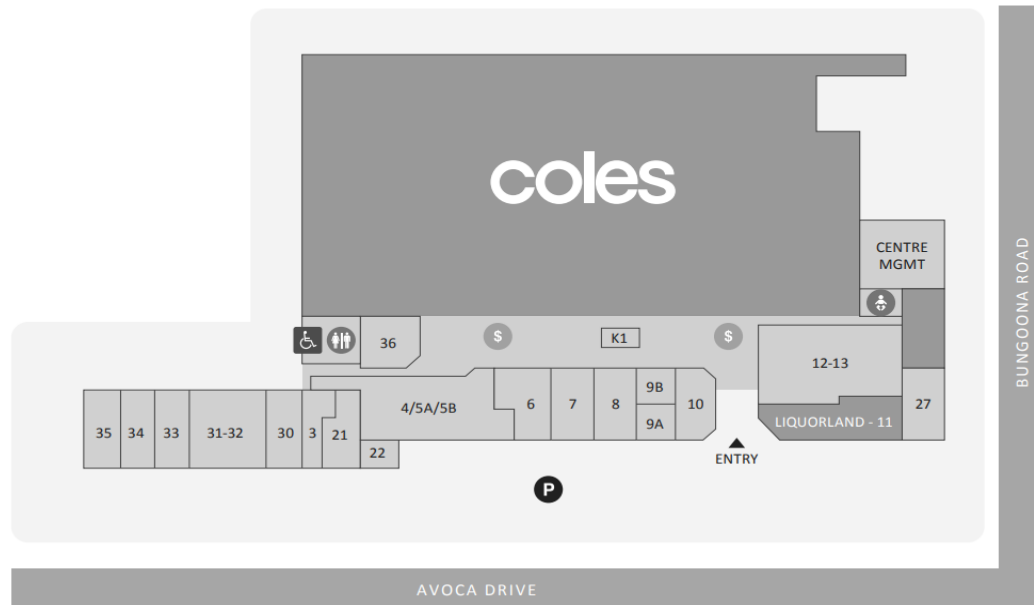 coles
CENTRE
MGMT
BUNGOONA ROAD
$
K1
$
36
12-13
4/5A/5B
6
7
8
9B
9A
10
27
LIQUORLAND - 11
35
34
33
31-32
30
3
21
22
ENTRY
P
AVOCA DRIVE